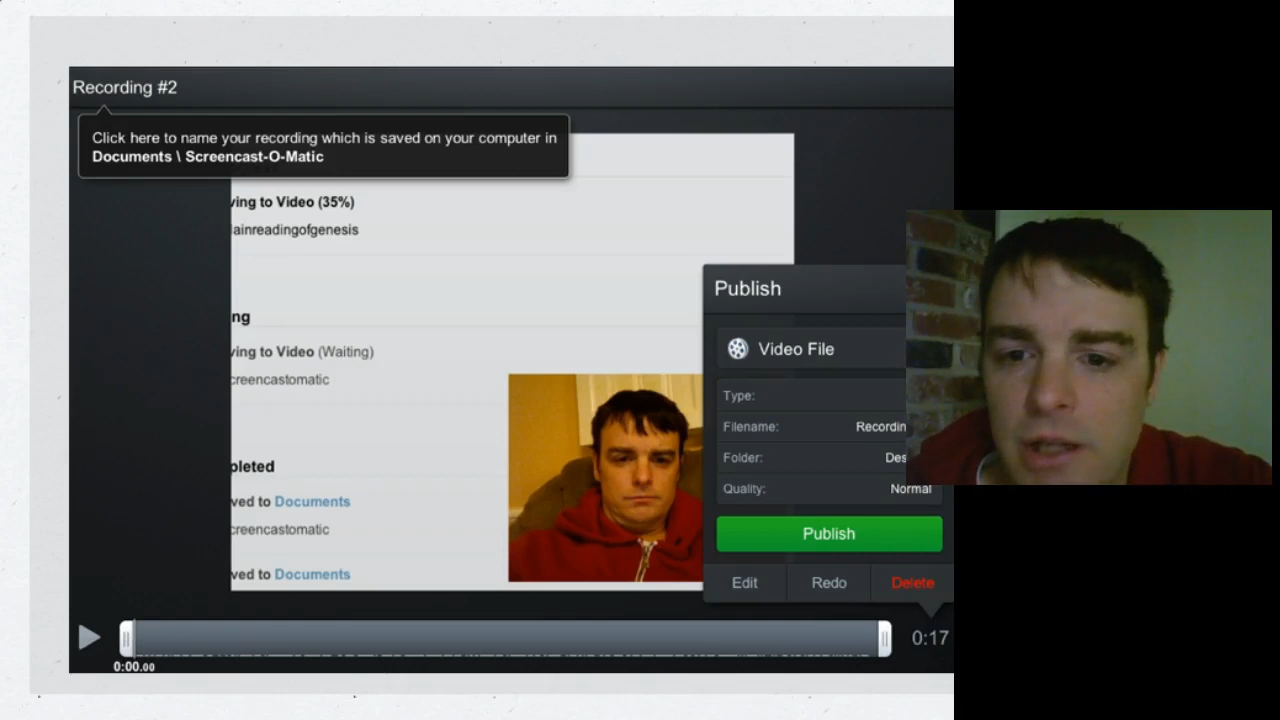 Recording #2
Click here to name your recording which is saved on your computer in
Documents \ Screencast-O-Matic
ving to Video (35%)
lainreadingofgenesis
ng
ving to Video (Waiting)
creencastomatic
pleted
ved to Documents
creencastomatic
ved to Documents
Publish
Video File
Type:
Filename: Recordin
Folder: Des
Quality: Normal
Publish
Edit Redo Delete
0:17
0:00.00